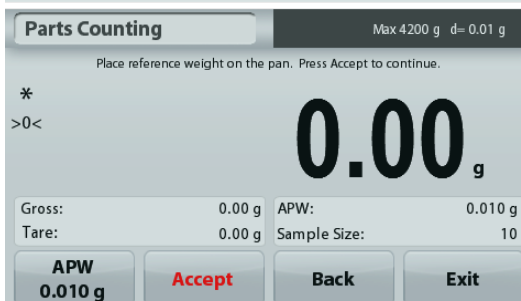 Parts Counting Max 4200 g d= 0.01 g
Place reference weight on the pan. Press Accept to continue.
*
>0<
0.00 g
Gross: 0.00 g APW: 0.010 g
Tare: 0.00 g Sample Size: 10
APW
0.010 g Accept Back Exit